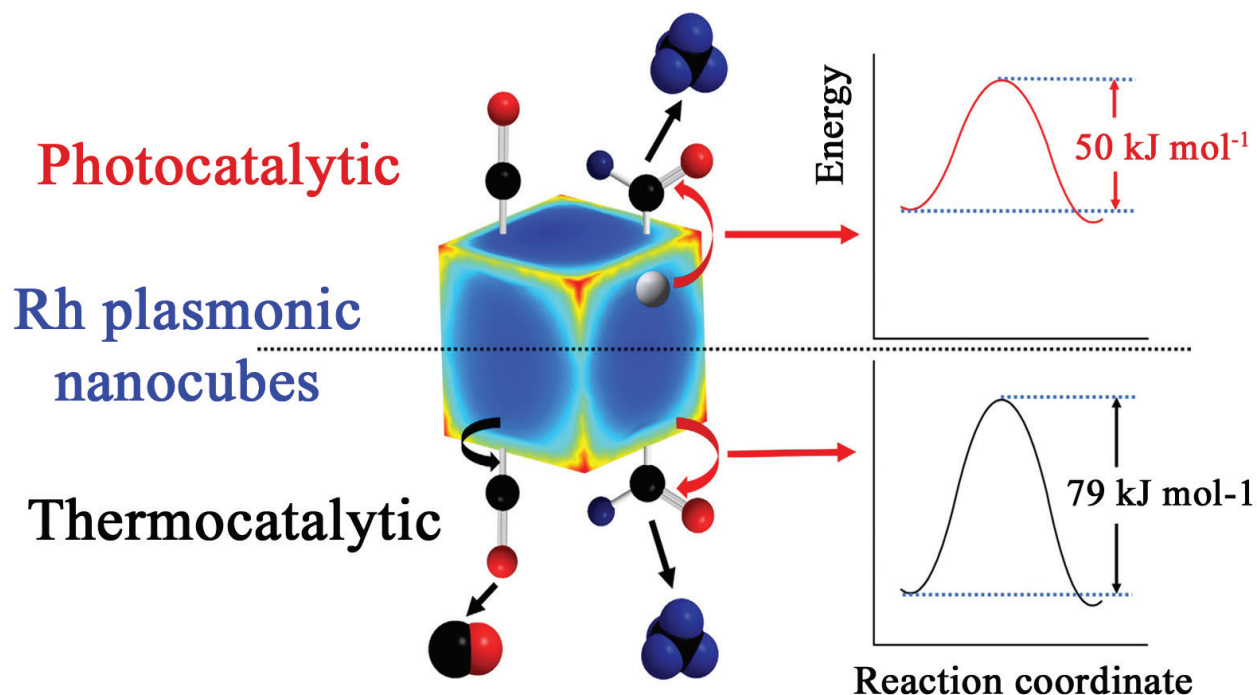 Photocatalytic
Rh plasmonic
nanocubes
Thermocatalytic
Energy
50 kJ mol⁻¹
79 kJ mol-1
Reaction coordinate